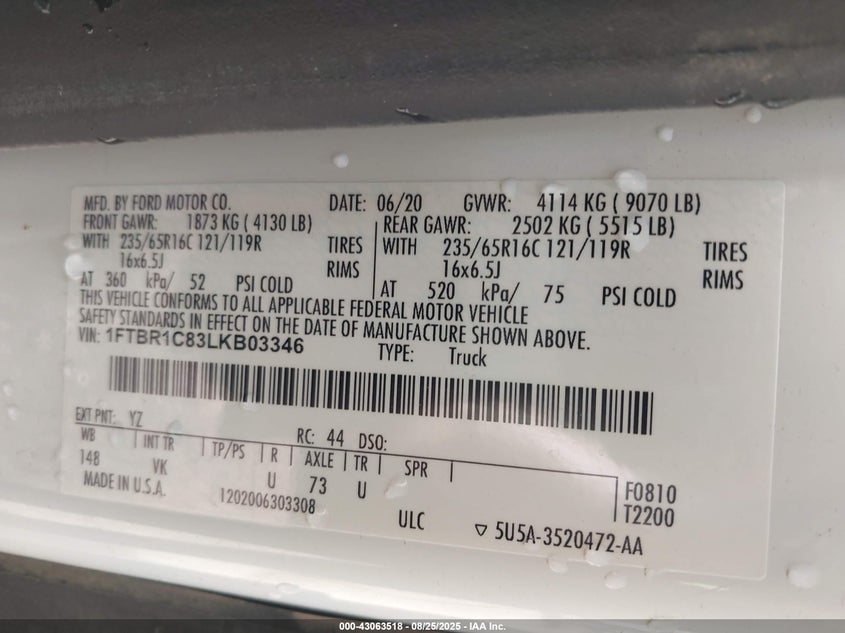 MFD. BY FORD MOTOR CO. DATE: 06/20 GVWR: 4114 KG ( 9070 LB)
FRONT GAWR: 1873 KG ( 4130 LB) REAR GAWR: 2502 KG ( 5515 LB)
WITH 235/65R16C 121/119R TIRES WITH 235/65R16C 121/119R TIRES
16x6.5J RIMS 16x6.5J RIMS
AT 360 kPa/ 52 PSI COLD AT 520 kPa/ 75 PSI COLD
THIS VEHICLE CONFORMS TO ALL APPLICABLE FEDERAL MOTOR VEHICLE
SAFETY STANDARDS IN EFFECT ON THE DATE OF MANUFACTURE SHOWN ABOVE.
VIN: 1FTBR1C83LKB03346 TYPE: Truck
EXT PNT: YZ RC: 44 DSO:
WB INT TR TP/PS R AXLE TR SPR
148 VK U 73 U F0810
MADE IN U.S.A. 1202006303308 T2200
ULC ▽ 5U5A-3520472-AA
000-43063518 - 08/25/2025 - IAA Inc.